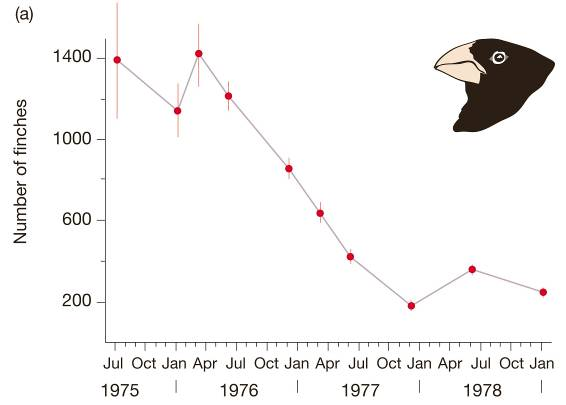 (a)
Number of finches
1400
1000
600
200
Jul Oct Jan Apr Jul Oct Jan Apr Jul Oct Jan Apr Jul Oct Jan
1975 | 1976 | 1977 | 1978 |